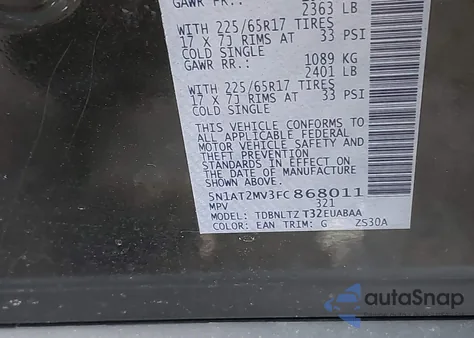 GAWR FR.:
2363 LB
WITH 225/65R17 TIRES
17 X 7J RIMS AT 33 PSI
COLD SINGLE
GAWR RR.: 1089 KG
2401 LB
WITH 225/65R17 TIRES
17 X 7J RIMS AT 33 PSI
COLD SINGLE
THIS VEHICLE CONFORMS TO
ALL APPLICABLE FEDERAL
MOTOR VEHICLE SAFETY AND
THEFT PREVENTION
STANDARDS IN EFFECT ON
THE DATE OF MANUFACTURE
5N1AT2MV3FC868011
MPV 321
MODEL: TDBNLTZ T32EUABAA
COLOR: EAN TRIM: G ZS30A
autoSnap